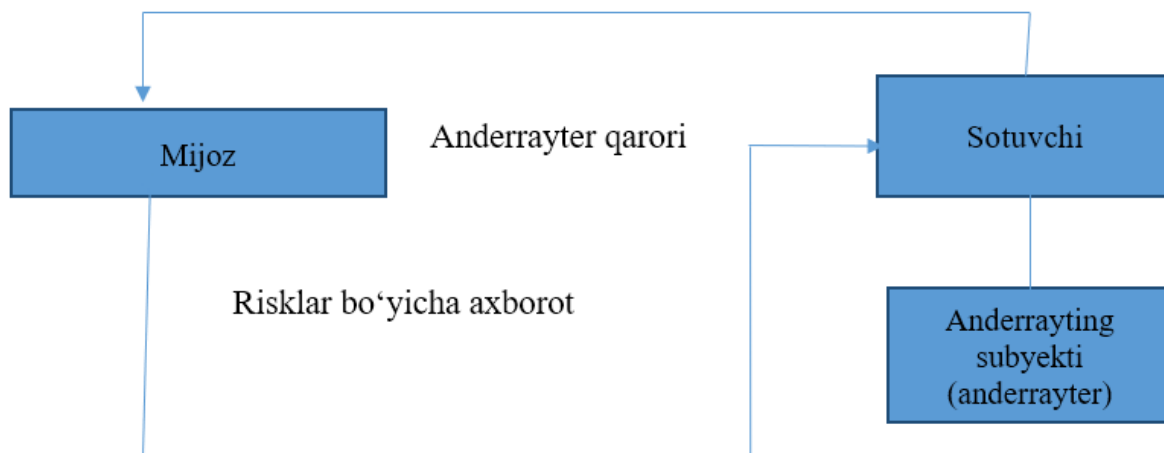 Mijoz
Anderrayter qarori
Sotuvchi
Risklar bo‘yicha axborot
Anderrayting
subyekti
(anderrayter)